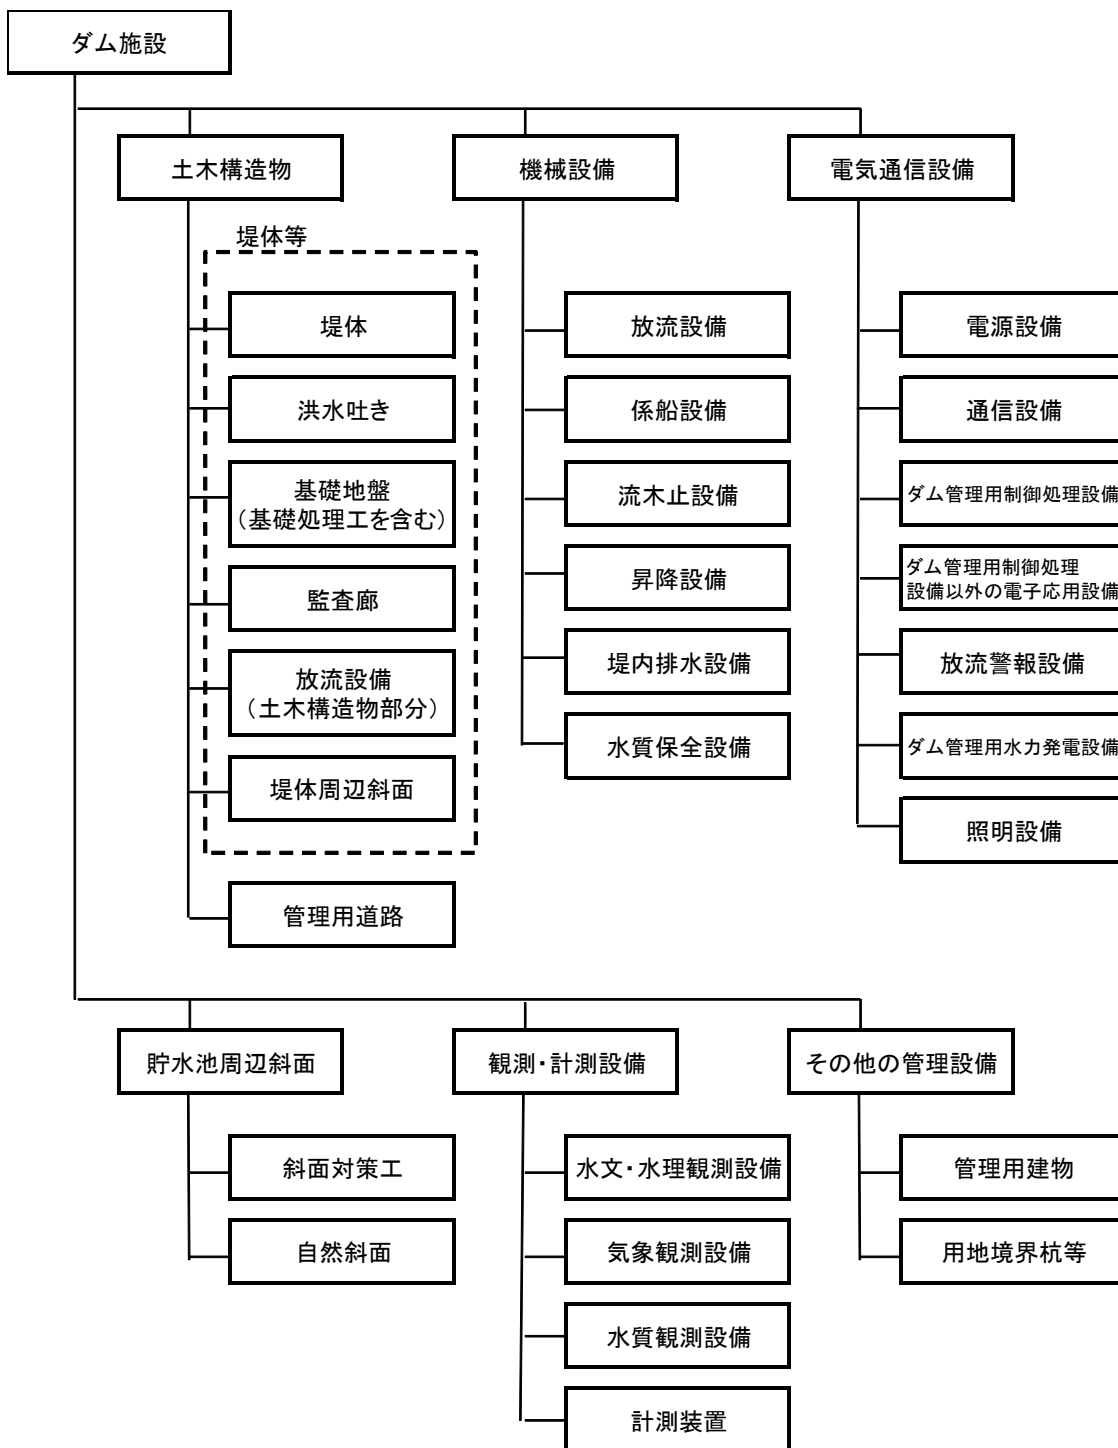 ダム施設
土木構造物
機械設備
電気通信設備
堤体等
堤体
洪水吐き
基礎地盤
（基礎処理工を含む）
監査廊
放流設備
（土木構造物部分）
堤体周辺斜面
管理用道路
放流設備
係船設備
流木止設備
昇降設備
堤内排水設備
水質保全設備
電源設備
通信設備
ダム管理用制御処理設備
ダム管理用制御処理
設備以外の電子応用設備
放流警報設備
ダム管理用水力発電設備
照明設備
貯水池周辺斜面
観測・計測設備
その他の管理設備
斜面対策工
自然斜面
水文・水理観測設備
気象観測設備
水質観測設備
計測装置
管理用建物
用地境界杭等